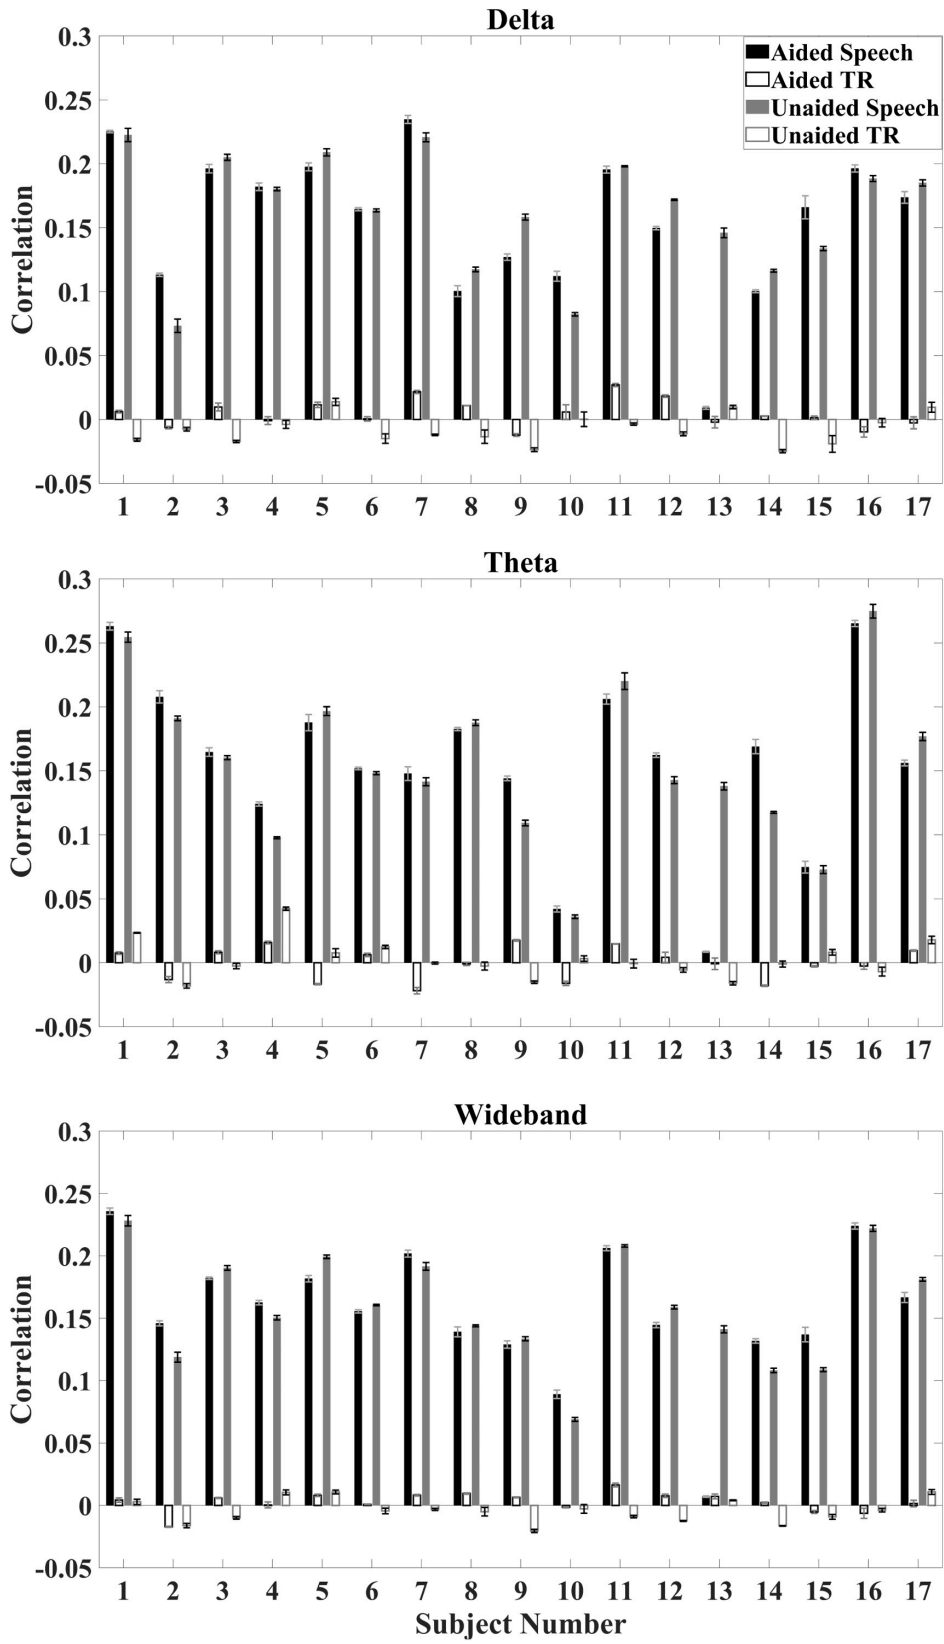 Delta
0.3
Aided Speech
Aided TR
0.25
Unaided Speech
Unaided TR
0.2
0.15
0.1
0.05
0
-0.05
Correlation
1 2 3 4 5 6 7 8 9 10 11 12 13 14 15 16 17
Theta
0.3
0.25
0.2
0.15
0.1
0.05
0
-0.05
Correlation
1 2 3 4 5 6 7 8 9 10 11 12 13 14 15 16 17
Wideband
0.3
0.25
0.2
0.15
0.1
0.05
0
-0.05
Correlation
1 2 3 4 5 6 7 8 9 10 11 12 13 14 15 16 17
Subject Number